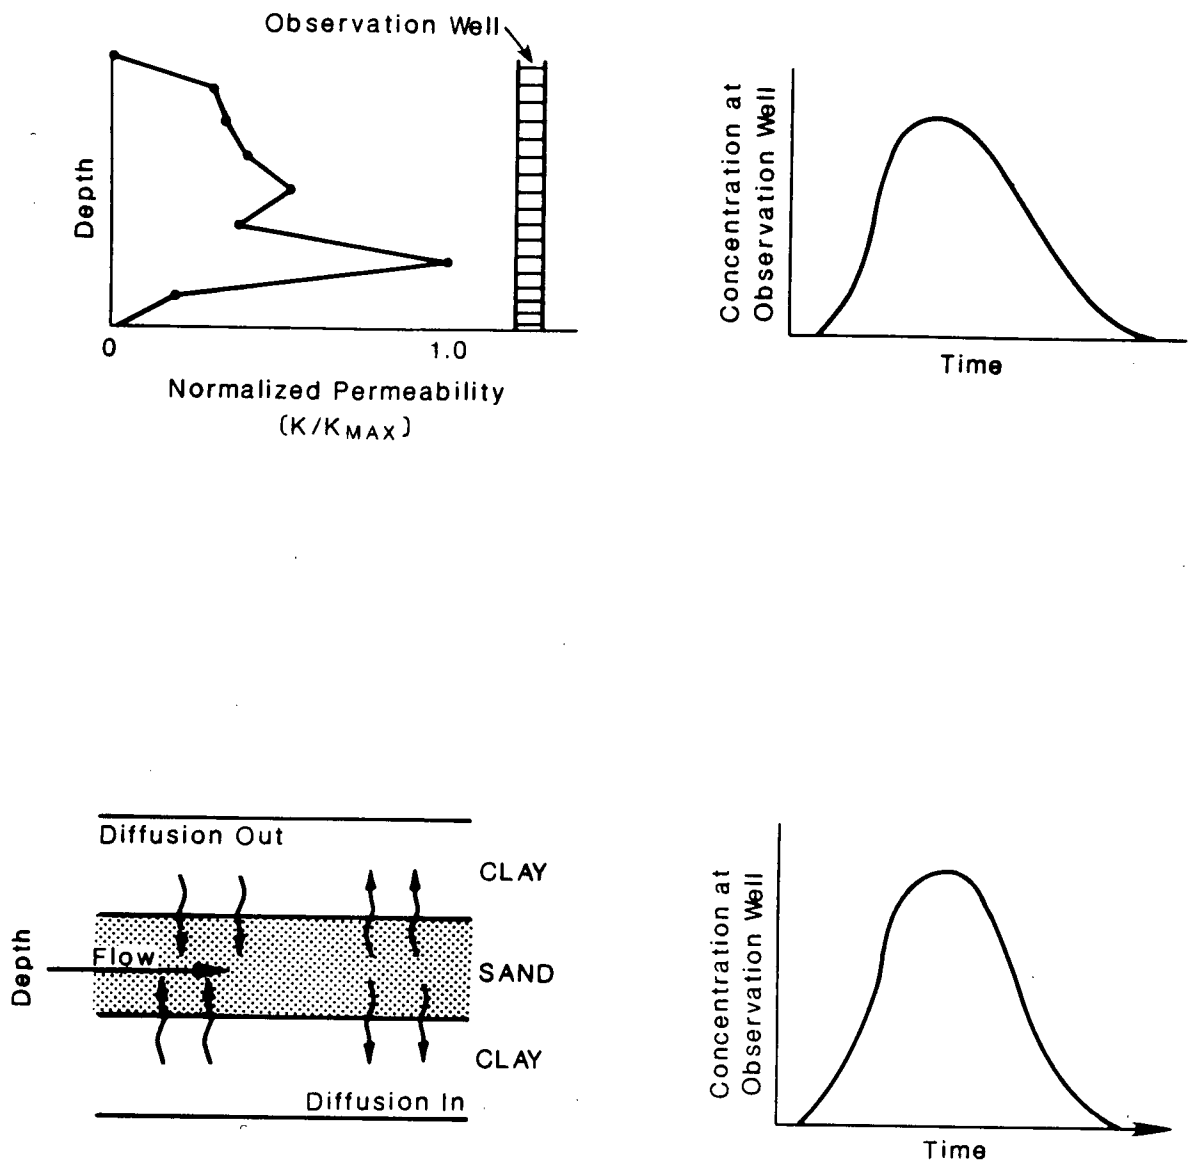 Observation Well
Depth
0 1.0
Normalized Permeability
(K/KMAX)
Concentration at
Observation Well
Time
Diffusion Out
CLAY
Flow
Depth
SAND
CLAY
Diffusion In
Concentration at
Observation Well
Time